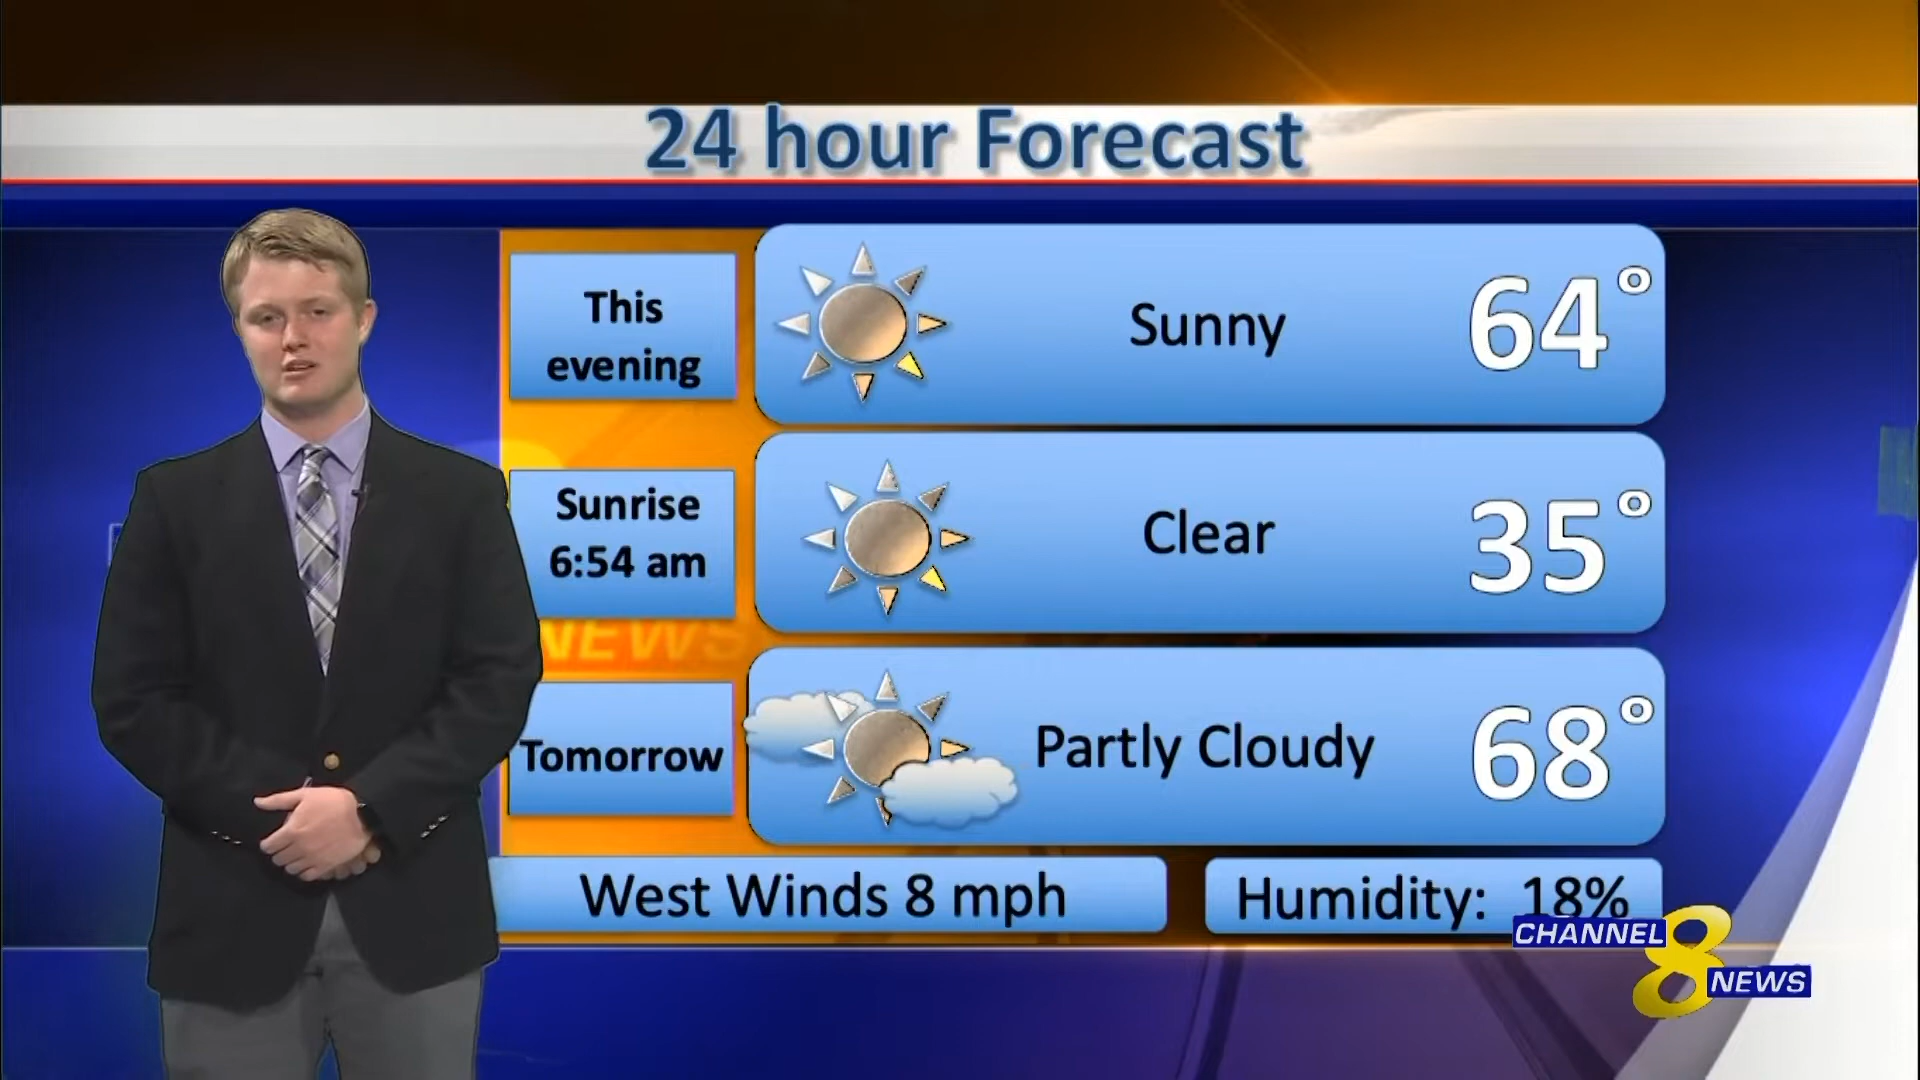 24 hour Forecast
This
evening
Sunny
64°
Sunrise
6:54 am
Clear
35°
NEWS
Tomorrow
Partly Cloudy
68°
West Winds 8 mph
Humidity: 18%
CHANNEL
8
NEWS